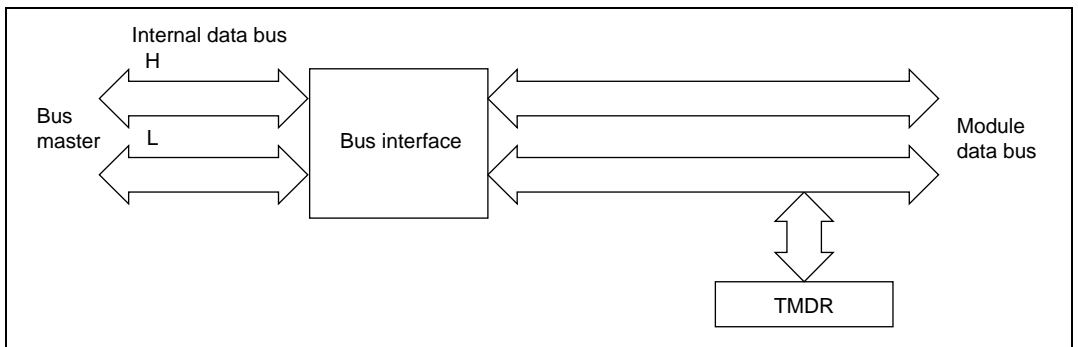 Internal data bus
H
Bus
master
L
Bus interface
Module
data bus
TMDR